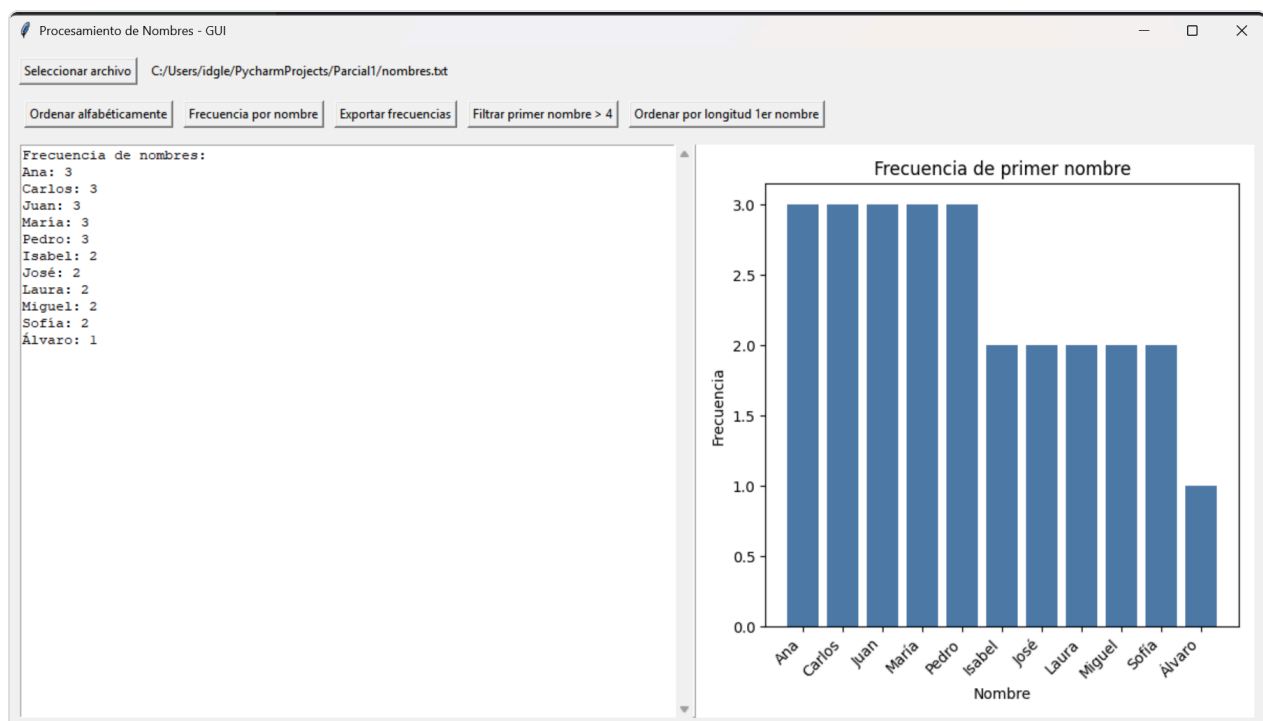 Procesamiento de Nombres - GUI
Seleccionar archivo C:/Users/idgle/PycharmProjects/Parcial1/nombres.txt
Ordenar alfabéticamente Frecuencia por nombre Exportar frecuencias Filtrar primer nombre > 4 Ordenar por longitud 1er nombre
Frecuencia de nombres:
Ana: 3
Carlos: 3
Juan: 3
María: 3
Pedro: 3
Isabel: 2
José: 2
Laura: 2
Miguel: 2
Sofía: 2
Álvaro: 1
Frecuencia de primer nombre
3.0
2.5
2.0
1.5
1.0
0.5
0.0
Frecuencia
Ana Carlos Juan María Pedro Isabel José Laura Miguel Sofía Álvaro
Nombre